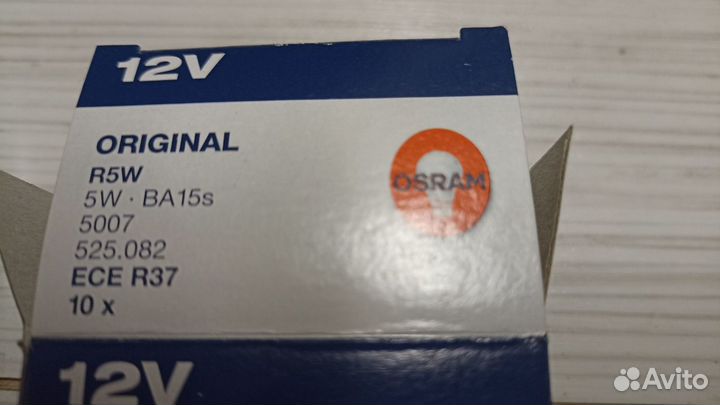 12V
ORIGINAL
R5W
5W · BA15s
5007
525.082
ECE R37
10 x
OSRAM
12V
Avito